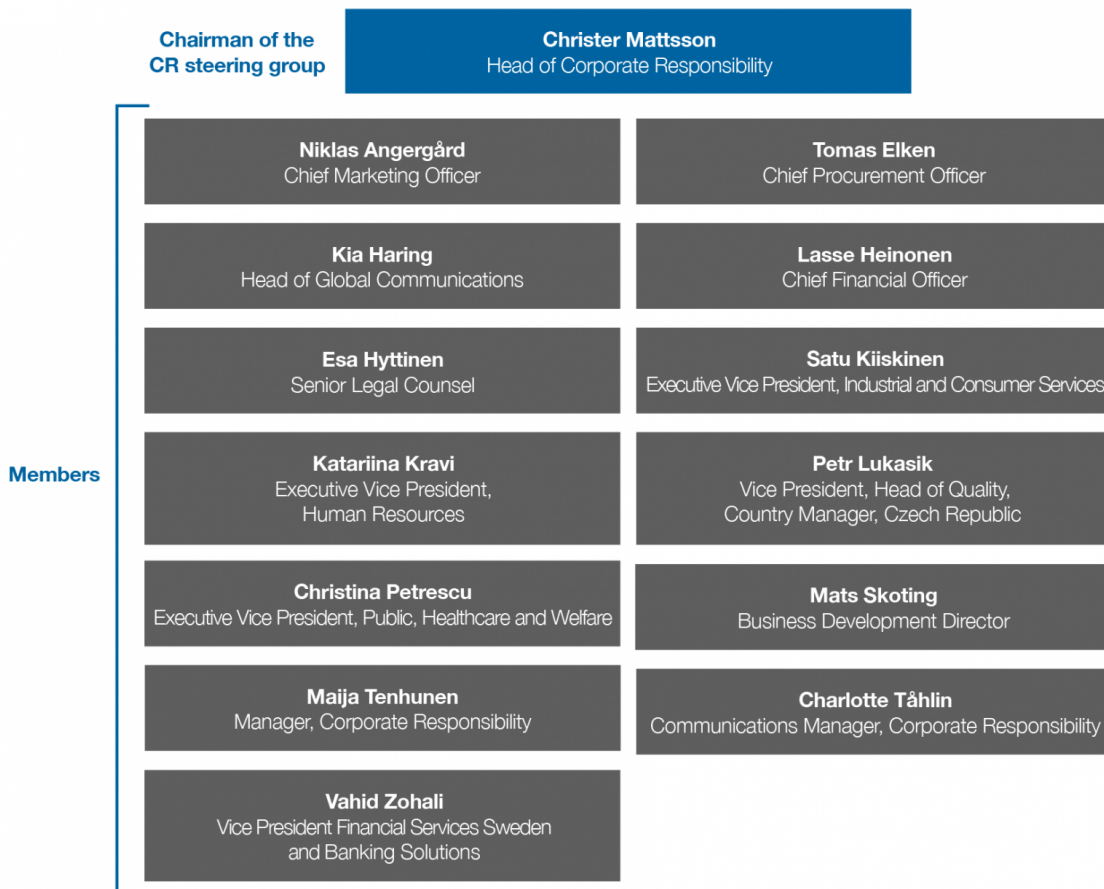 Chairman of the
CR steering group
Christer Mattsson
Head of Corporate Responsibility
Members
Niklas Angergård
Chief Marketing Officer
Tomas Elken
Chief Procurement Officer
Kia Haring
Head of Global Communications
Lasse Heinonen
Chief Financial Officer
Esa Hyttinen
Senior Legal Counsel
Satu Kiiskinen
Executive Vice President, Industrial and Consumer Services
Katariina Kravi
Executive Vice President,
Human Resources
Petr Lukasik
Vice President, Head of Quality,
Country Manager, Czech Republic
Christina Petrescu
Executive Vice President, Public, Healthcare and Welfare
Mats Skoting
Business Development Director
Maija Tenhunen
Manager, Corporate Responsibility
Charlotte Tåhlin
Communications Manager, Corporate Responsibility
Vahid Zohali
Vice President Financial Services Sweden
and Banking Solutions